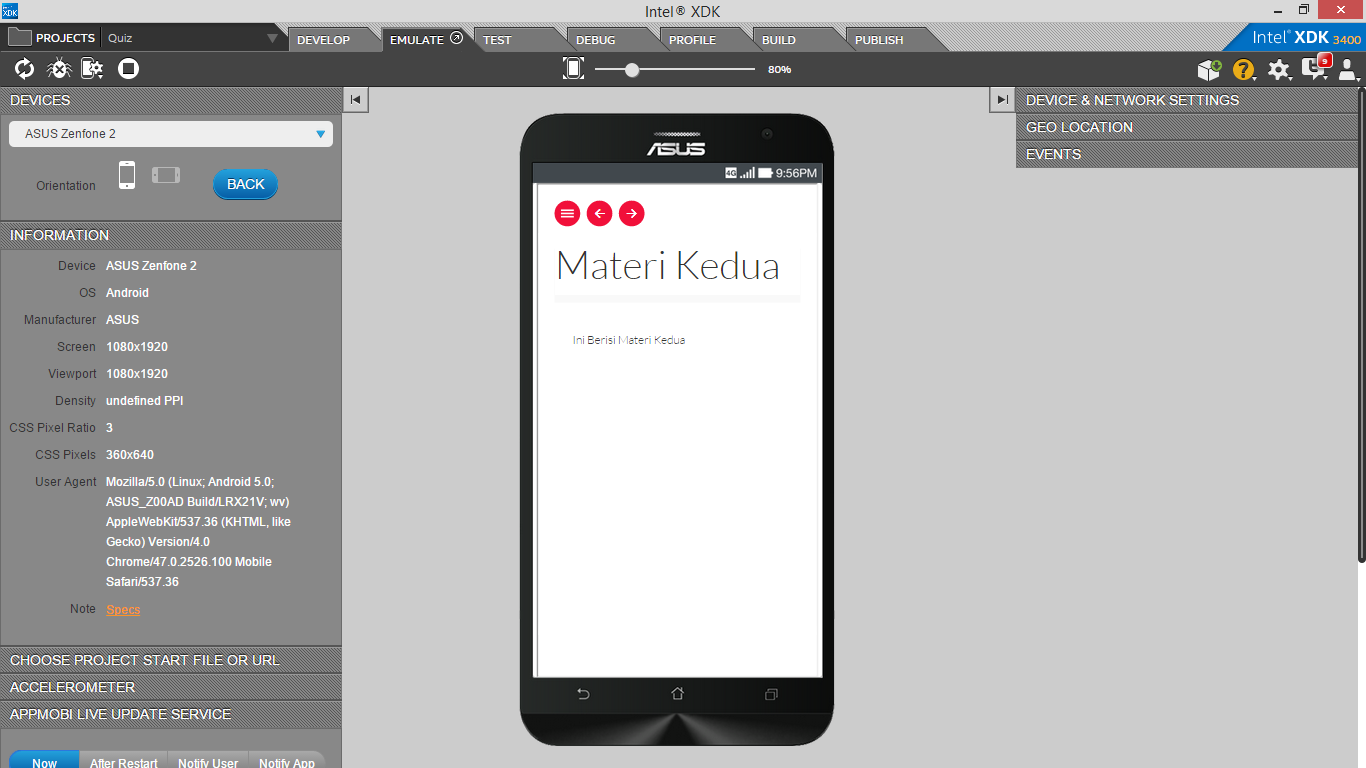 XDK
Intel® XDK
PROJECTS
Quiz
DEVELOP
EMULATE
TEST
DEBUG
PROFILE
BUILD
PUBLISH
Intel® XDK 3400
80%
?
9
DEVICES
ASUS Zenfone 2
Orientation
BACK
INFORMATION
Device ASUS Zenfone 2
OS Android
Manufacturer ASUS
Screen 1080x1920
Viewport 1080x1920
Density undefined PPI
CSS Pixel Ratio 3
CSS Pixels 360x640
User Agent Mozilla/5.0 (Linux; Android 5.0;
ASUS_Z00AD Build/LRX21V; wv)
AppleWebKit/537.36 (KHTML, like
Gecko) Version/4.0
Chrome/47.0.2526.100 Mobile
Safari/537.36
Note Specs
CHOOSE PROJECT START FILE OR URL
ACCELEROMETER
APPMOBI LIVE UPDATE SERVICE
Now
After Restart
Notify User
Notify App
ASUS
4G
9:56PM
Materi Kedua
Ini Berisi Materi Kedua
DEVICE & NETWORK SETTINGS
GEO LOCATION
EVENTS